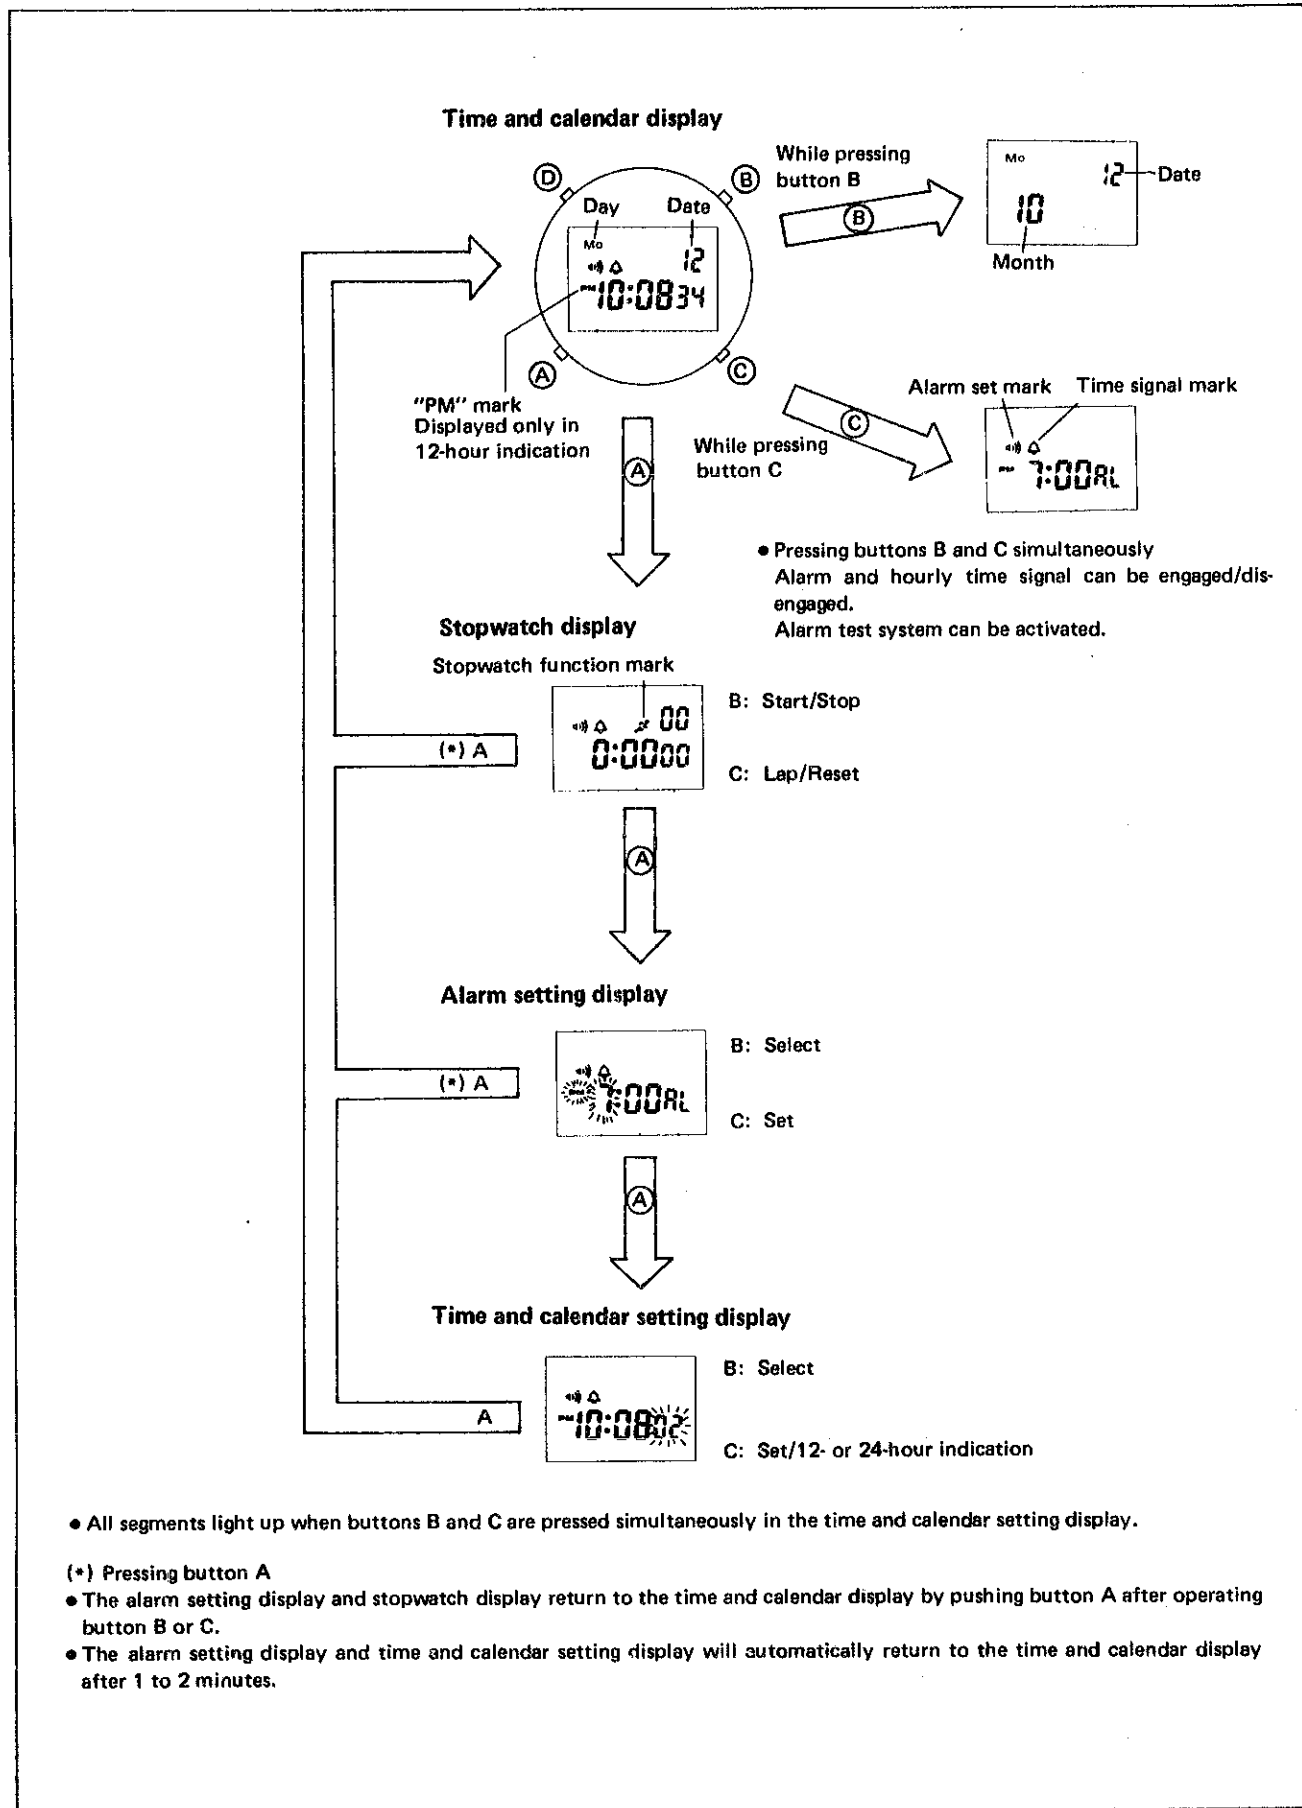 Time and calendar display
While pressing
button B
D
B
B
Day
Date
Mo
12
PM 10:08 34
Mo
12
Date
10
Month
A
C
"PM" mark
Displayed only in
12-hour indication
A
While pressing
button C
C
Alarm set mark
Time signal mark
PM 7:00 AL
• Pressing buttons B and C simultaneously
Alarm and hourly time signal can be engaged/dis-
engaged.
Alarm test system can be activated.
Stopwatch display
Stopwatch function mark
00
0:00 00
B: Start/Stop
C: Lap/Reset
(*) A
A
Alarm setting display
PM 7:00 AL
B: Select
C: Set
(*) A
A
Time and calendar setting display
PM 10:08 02
B: Select
C: Set/12- or 24-hour indication
A
• All segments light up when buttons B and C are pressed simultaneously in the time and calendar setting display.
(*) Pressing button A
• The alarm setting display and stopwatch display return to the time and calendar display by pushing button A after operating
button B or C.
• The alarm setting display and time and calendar setting display will automatically return to the time and calendar display
after 1 to 2 minutes.